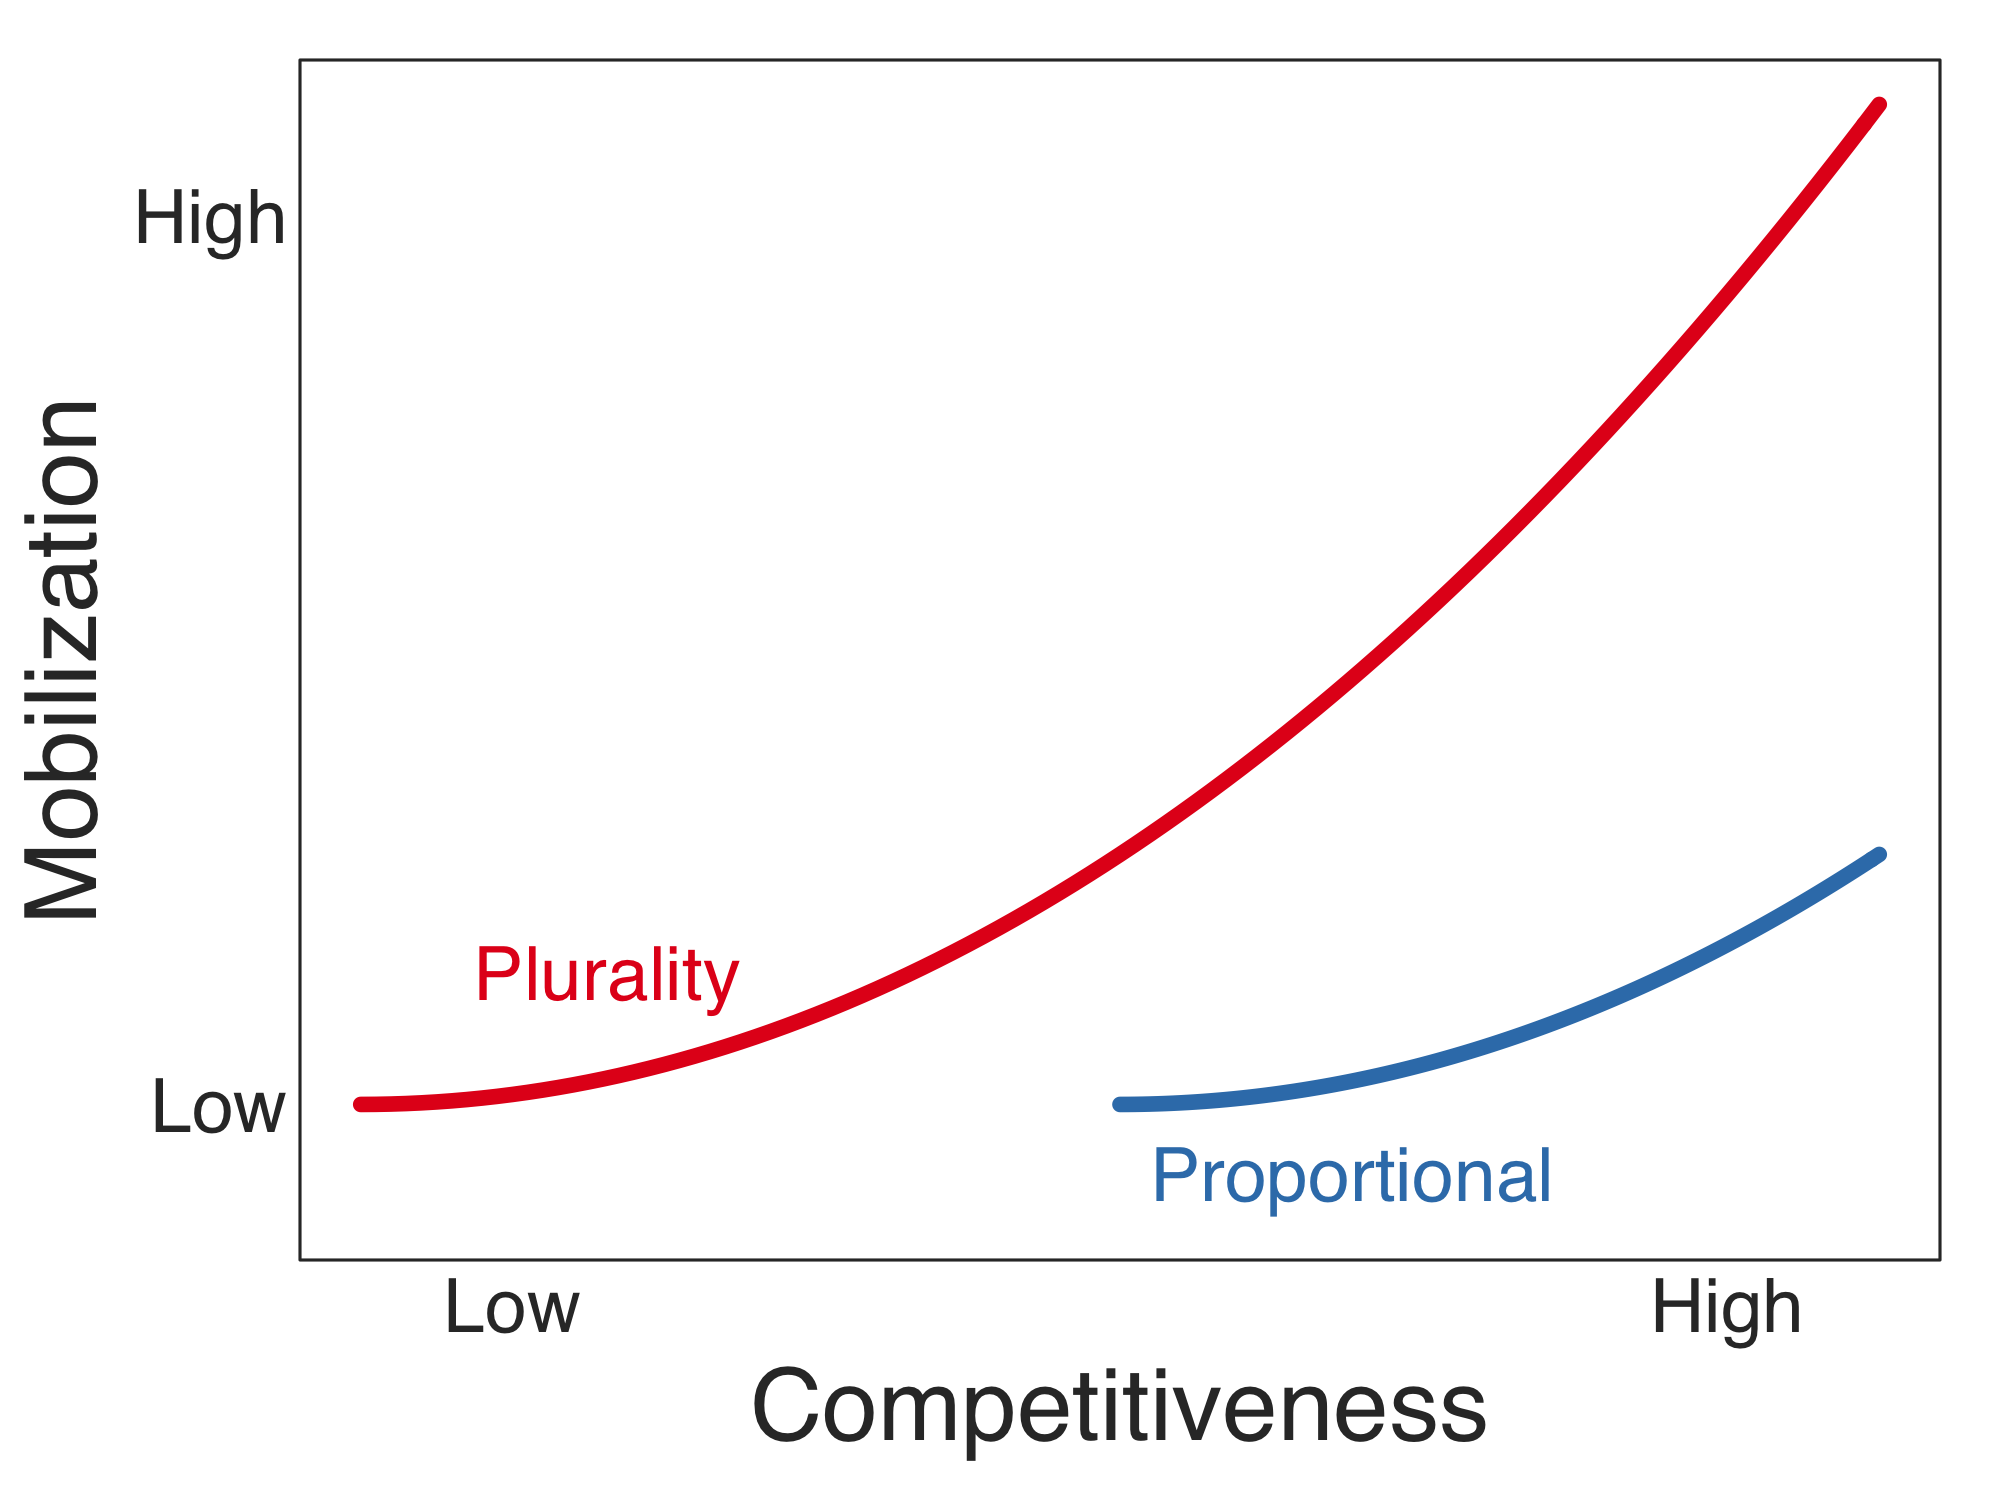 High
Mobilization
Plurality
Low
Proportional
Low
High
Competitiveness